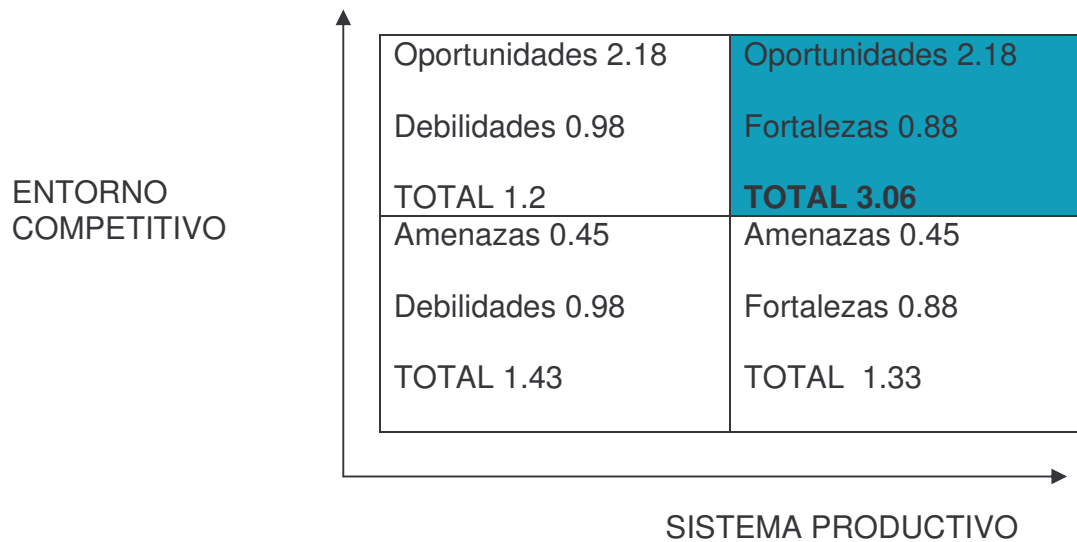 Oportunidades 2.18
Debilidades 0.98
TOTAL 1.2
Oportunidades 2.18
Fortalezas 0.88
TOTAL 3.06
ENTORNO
COMPETITIVO
Amenazas 0.45
Debilidades 0.98
TOTAL 1.43
Amenazas 0.45
Fortalezas 0.88
TOTAL 1.33
SISTEMA PRODUCTIVO